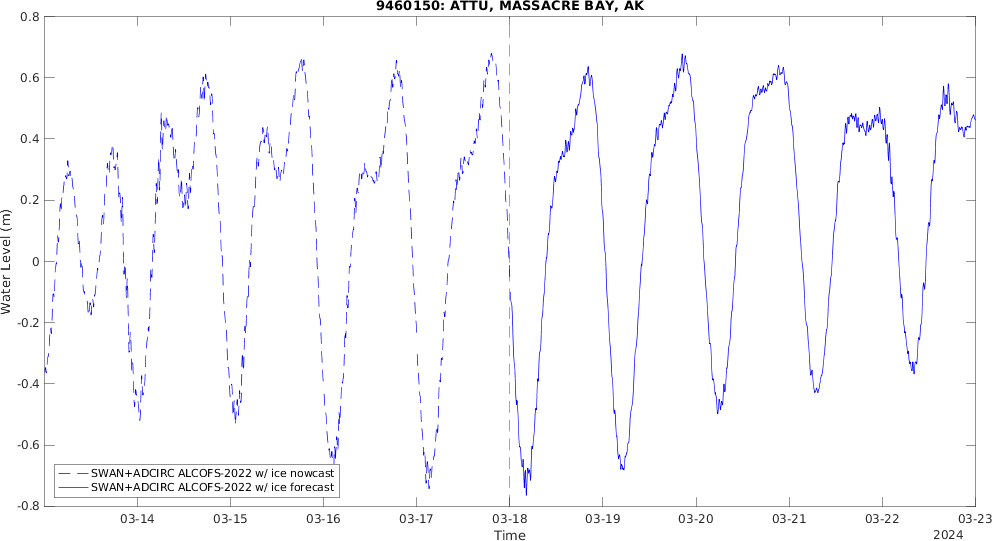 9460150: ATTU, MASSACRE BAY, AK
0.8
0.6
0.4
0.2
0
-0.2
-0.4
-0.6
-0.8
Water Level (m)
SWAN+ADCIRC ALCOFS-2022 w/ ice nowcast
SWAN+ADCIRC ALCOFS-2022 w/ ice forecast
03-14 03-15 03-16 03-17 03-18 03-19 03-20 03-21 03-22 03-23
Time
2024